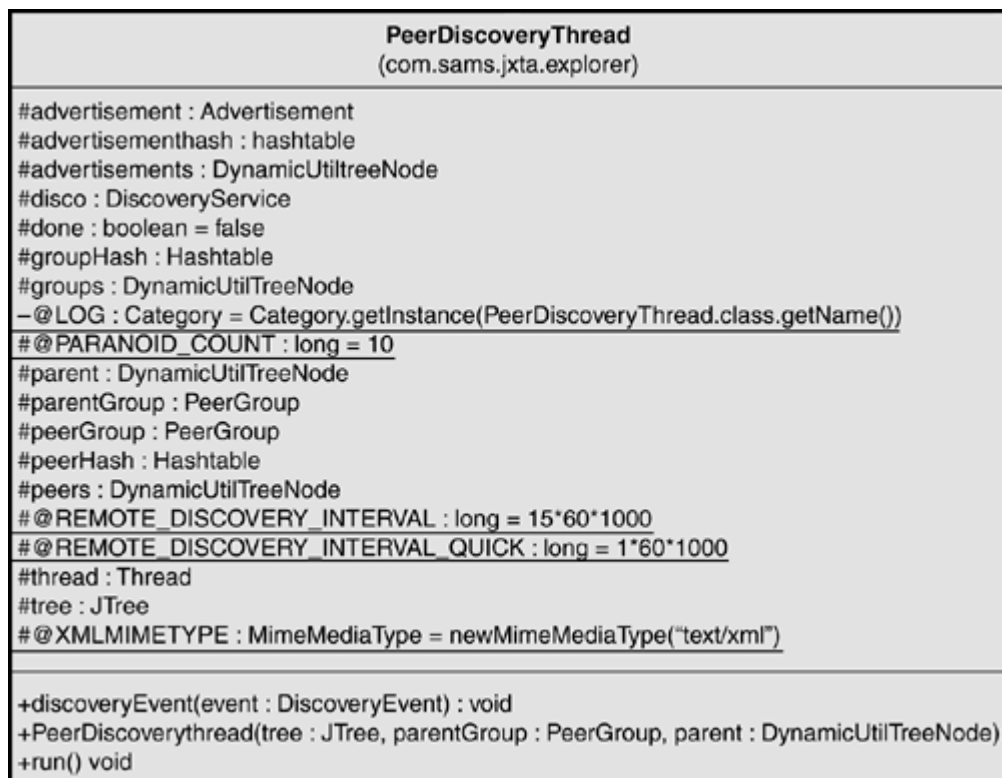 PeerDiscoveryThread
(com.sams.jxta.explorer)
#advertisement : Advertisement
#advertisementhash : hashtable
#advertisements : DynamicUtiltreeNode
#disco : DiscoveryService
#done : boolean = false
#groupHash : Hashtable
#groups : DynamicUtilTreeNode
–@LOG : Category = Category.getInstance(PeerDiscoveryThread.class.getName())
#@PARANOID_COUNT : long = 10
#parent : DynamicUtilTreeNode
#parentGroup : PeerGroup
#peerGroup : PeerGroup
#peerHash : Hashtable
#peers : DynamicUtilTreeNode
#@REMOTE_DISCOVERY_INTERVAL : long = 15*60*1000
#@REMOTE_DISCOVERY_INTERVAL_QUICK : long = 1*60*1000
#thread : Thread
#tree : JTree
#@XMLMIMETYPE : MimeMediaType = newMimeMediaType(“text/xml”)
+discoveryEvent(event : DiscoveryEvent) : void
+PeerDiscoverythread(tree : JTree, parentGroup : PeerGroup, parent : DynamicUtilTreeNode)
+run() void